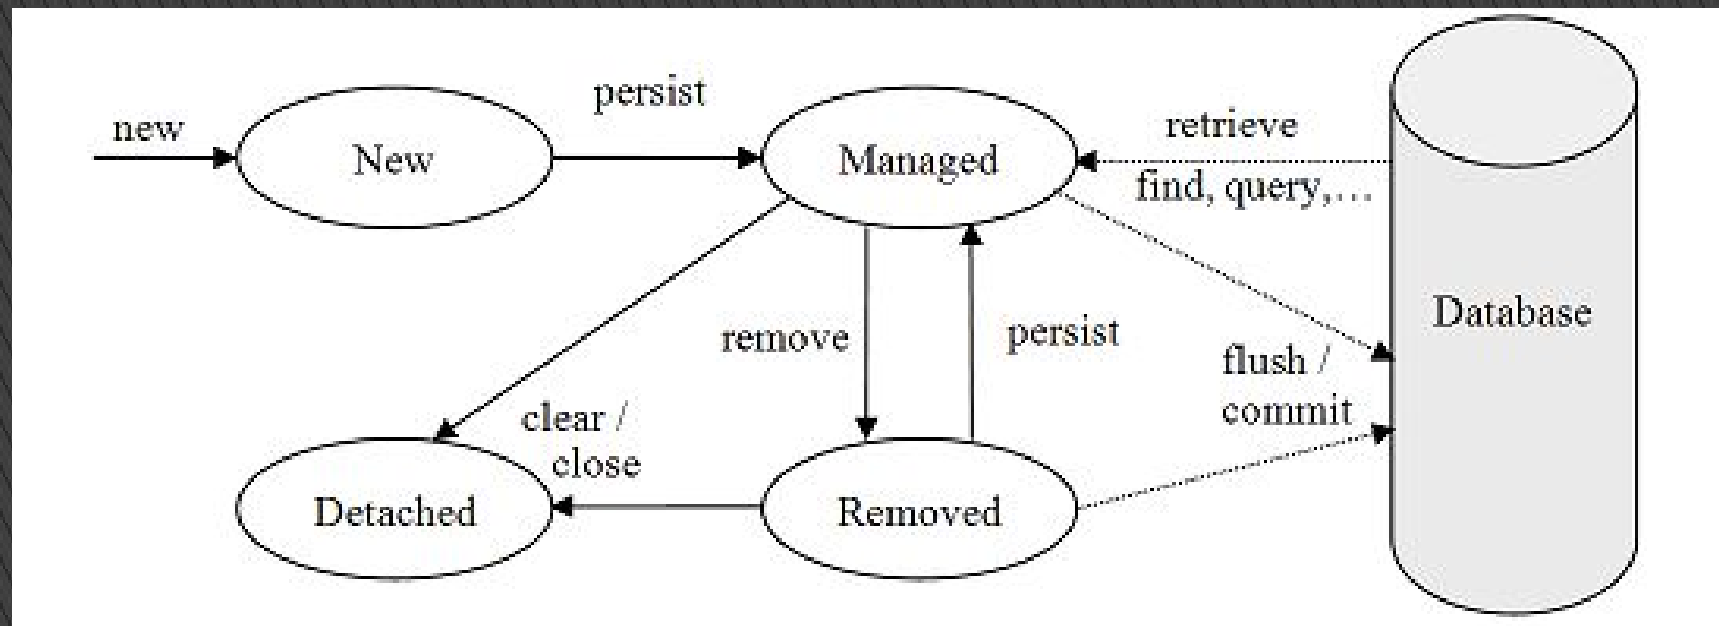 new
New
persist
Managed
retrieve
find, query,...
Database
remove
persist
flush /
commit
clear /
close
Detached
Removed